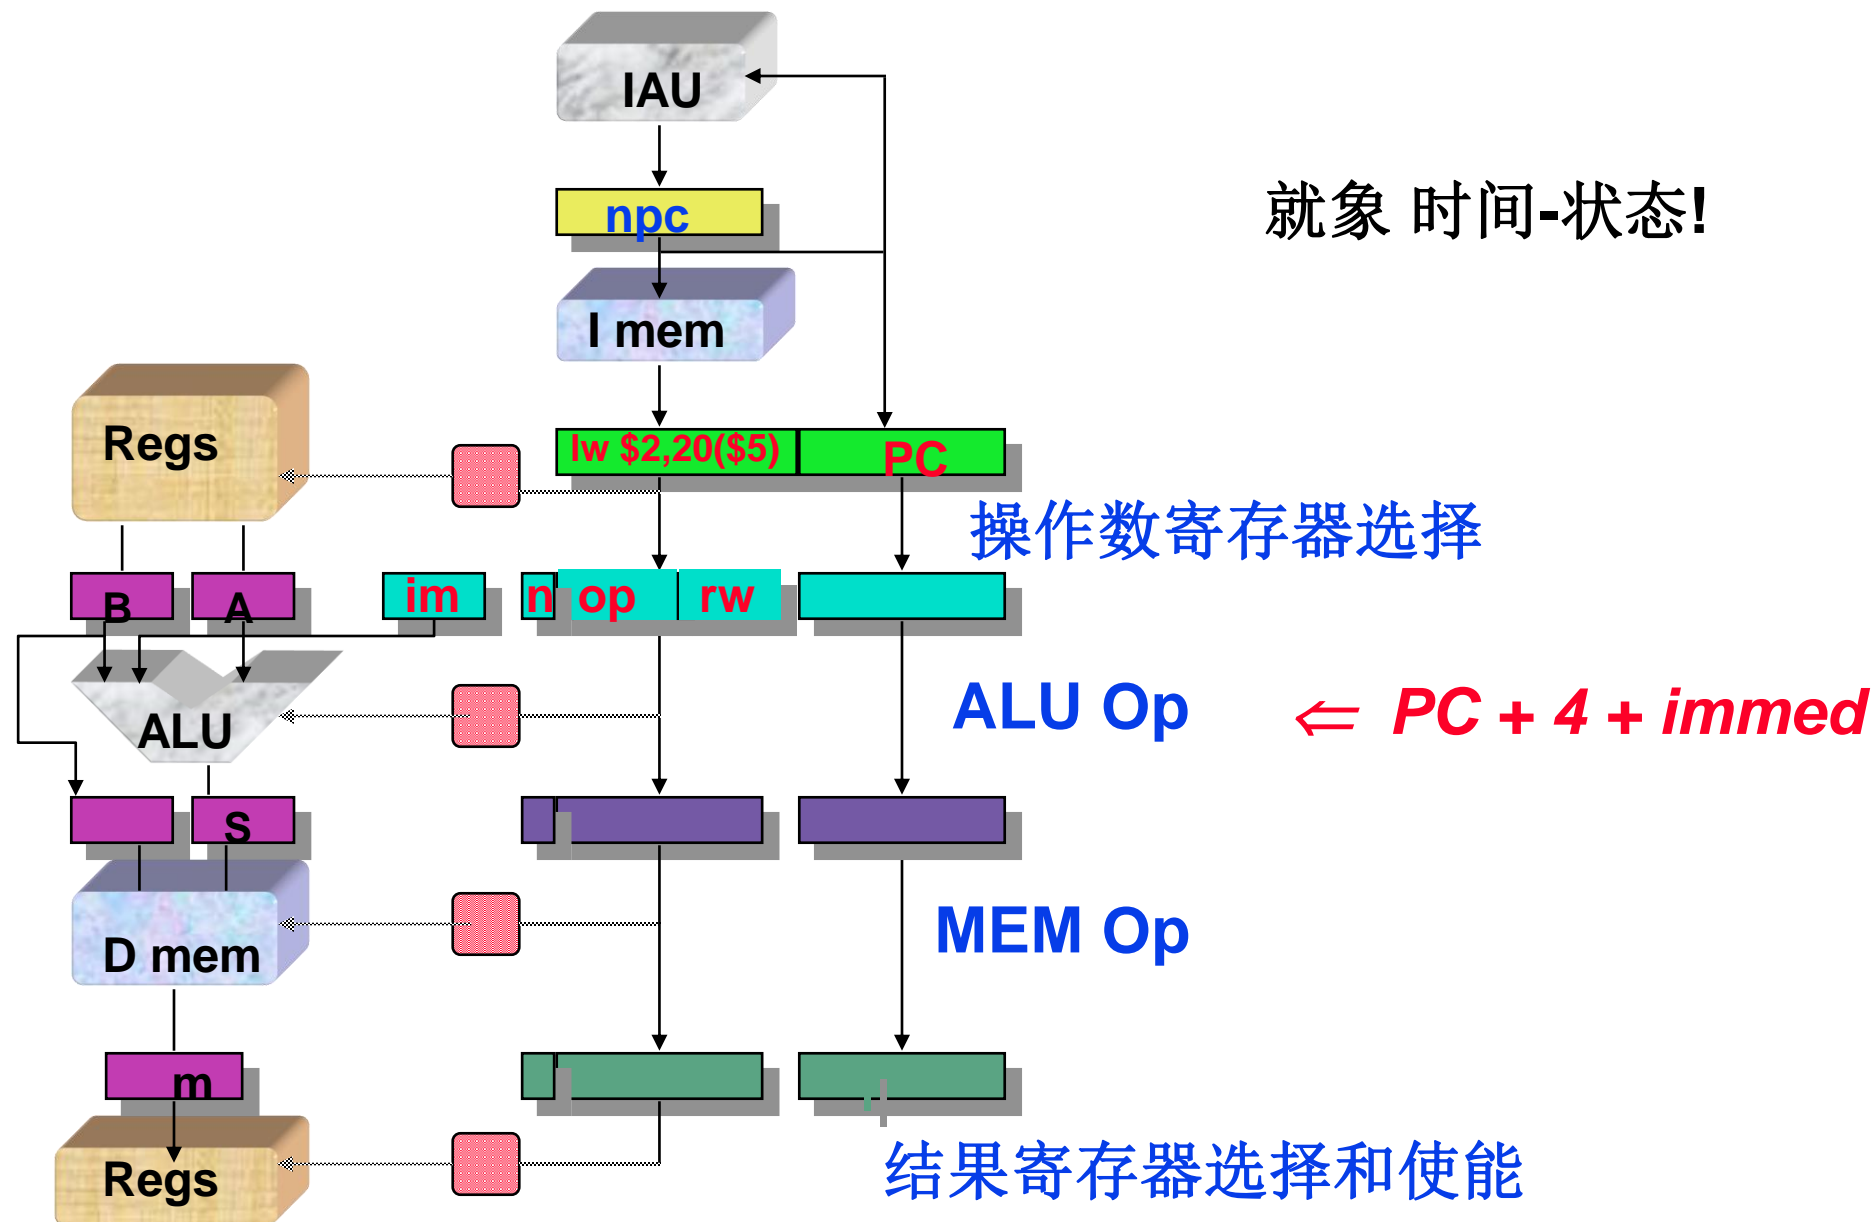 IAU
就象 时间-状态!
npc
I mem
Regs
lw $2,20($5)
PC
操作数寄存器选择
B
A
im
n
op
rw
ALU
ALU Op
⇐ PC + 4 + immed
S
D mem
MEM Op
m
Regs
结果寄存器选择和使能